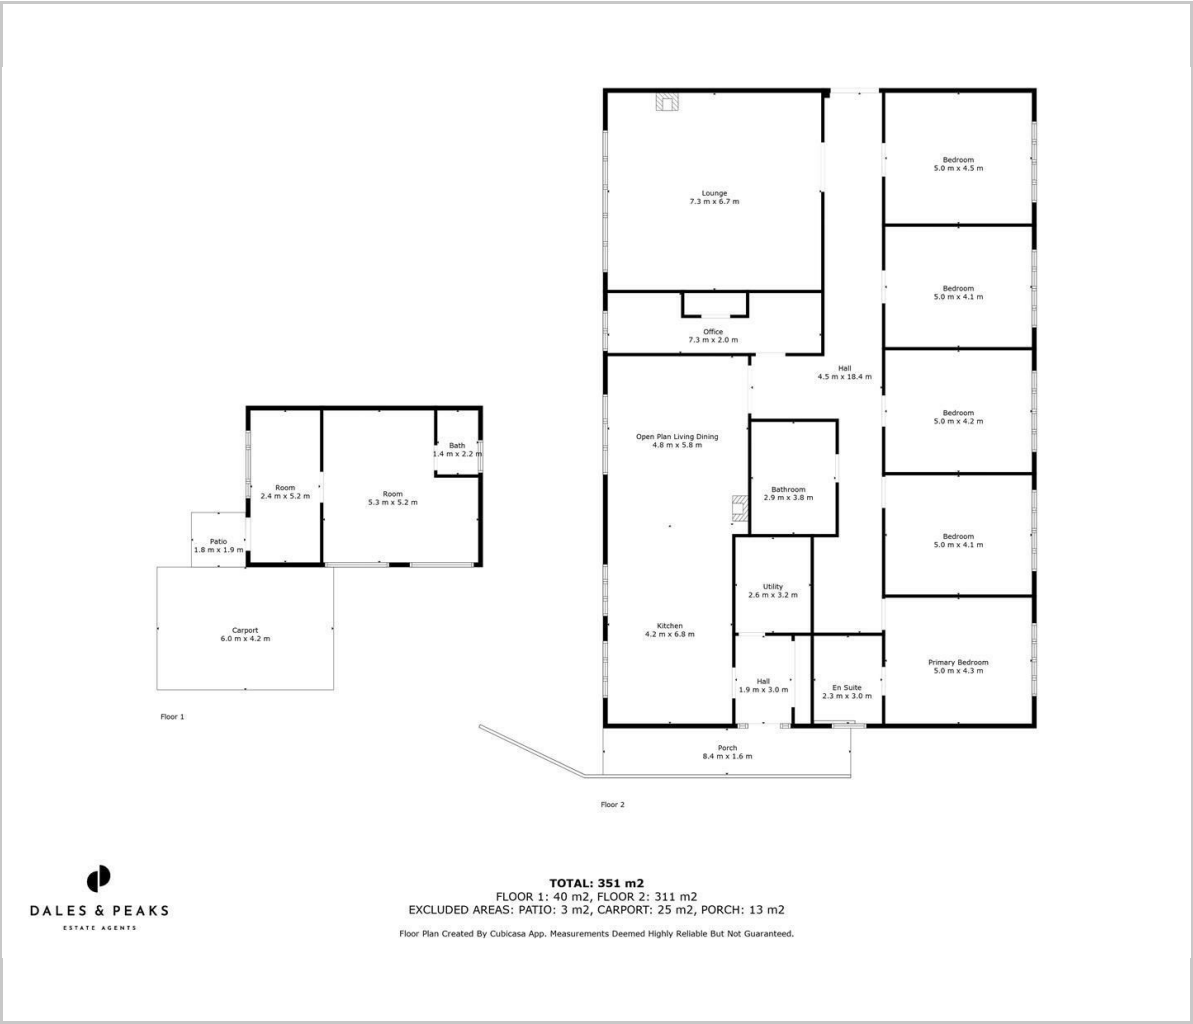 Bedroom
5.0 m x 4.5 m
Lounge
7.3 m x 6.7 m
Bedroom
5.0 m x 4.1 m
Office
7.3 m x 2.0 m
Hall
4.5 m x 18.4 m
Bedroom
5.0 m x 4.2 m
Open Plan Living Dining
4.8 m x 5.8 m
Bath
1.4 m x 2.2 m
Room
2.4 m x 5.2 m
Room
5.3 m x 5.2 m
Bathroom
2.9 m x 3.8 m
Patio
1.8 m x 1.9 m
Bedroom
5.0 m x 4.1 m
Utility
2.6 m x 3.2 m
Carport
6.0 m x 4.2 m
Kitchen
4.2 m x 6.8 m
Primary Bedroom
5.0 m x 4.3 m
Hall
1.9 m x 3.0 m
En Suite
2.3 m x 3.0 m
Floor 1
Porch
8.4 m x 1.6 m
Floor 2
TOTAL: 351 m2
FLOOR 1: 40 m2, FLOOR 2: 311 m2
EXCLUDED AREAS: PATIO: 3 m2, CARPORT: 25 m2, PORCH: 13 m2
Floor Plan Created By Cubicasa App. Measurements Deemed Highly Reliable But Not Guaranteed.
DALES & PEAKS
ESTATE AGENTS